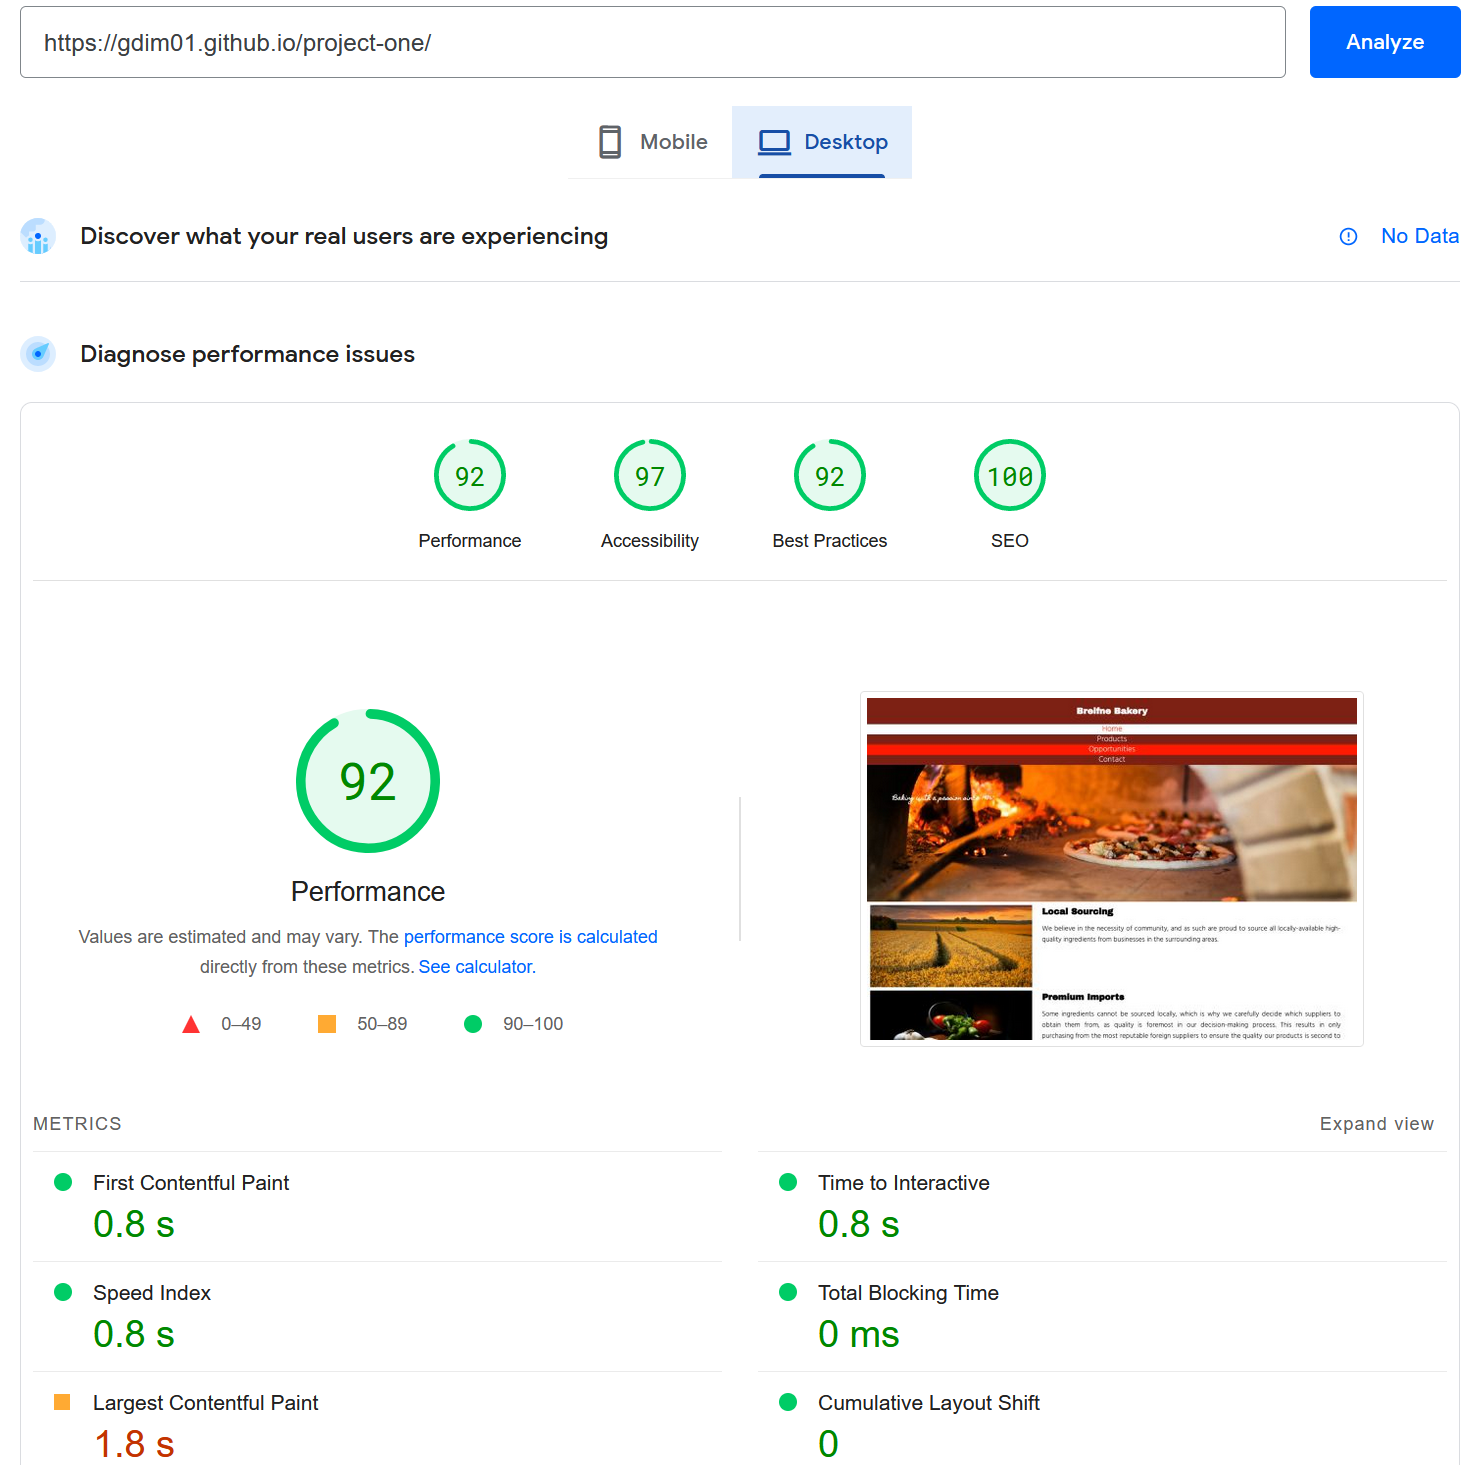 https://gdim01.github.io/project-one/
Analyze
Mobile
Desktop
Discover what your real users are experiencing
No Data
Diagnose performance issues
92
97
92
100
Performance
Accessibility
Best Practices
SEO
92
Performance
Values are estimated and may vary. The performance score is calculated
directly from these metrics. See calculator.
0–49
50–89
90–100
Breifne Bakery
Home
Products
Opportunities
Contact
Baking with a passion since
Local Sourcing
We believe in the necessity of community, and as such are proud to source all locally-available high-
quality ingredients from businesses in the surrounding areas.
Premium Imports
Some ingredients cannot be sourced locally, which is why we carefully decide which suppliers to
obtain them from, as quality is foremost in our decision-making process. This results in only
purchasing from the most reputable foreign suppliers to ensure the quality our products is second to
METRICS
Expand view
First Contentful Paint
0.8 s
Time to Interactive
0.8 s
Speed Index
0.8 s
Total Blocking Time
0 ms
Largest Contentful Paint
1.8 s
Cumulative Layout Shift
0